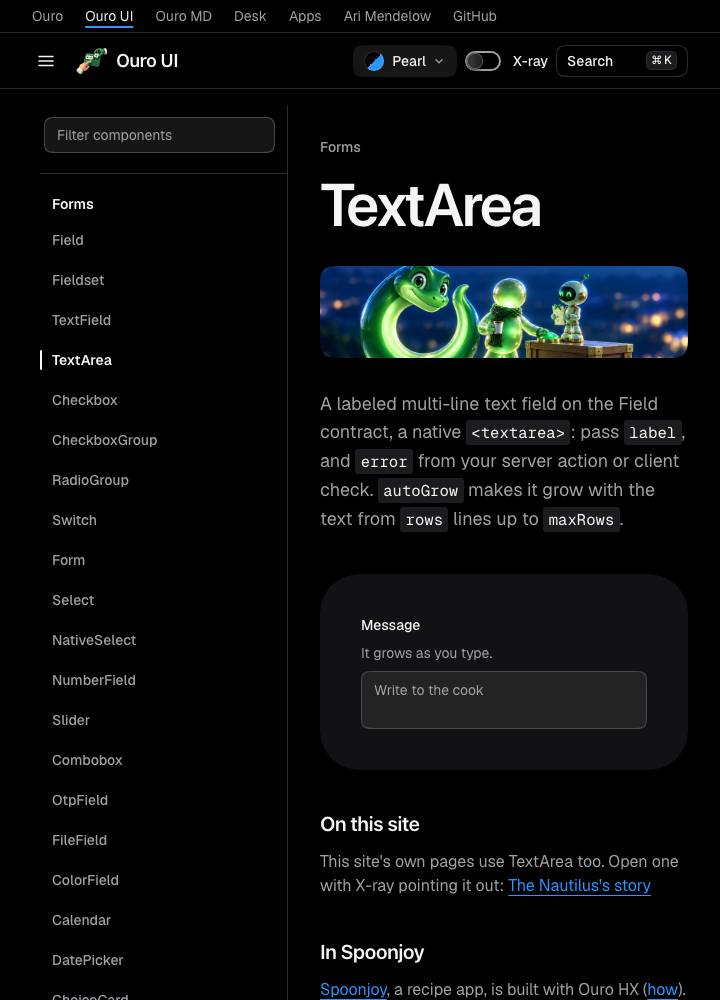 Ouro Ouro UI Ouro MD Desk Apps Ari Mendelow GitHub
Ouro UI Pearl X-ray Search ⌘ K
Filter components
Forms
Field
Fieldset
TextField
TextArea
Checkbox
CheckboxGroup
RadioGroup
Switch
Form
Select
NativeSelect
NumberField
Slider
Combobox
OtpField
FileField
ColorField
Calendar
DatePicker
ChoiceCard
Forms
TextArea
A labeled multi-line text field on the Field
contract, a native <textarea>: pass label,
and error from your server action or client
check. autoGrow makes it grow with the
text from rows lines up to maxRows.
Message
It grows as you type.
Write to the cook
On this site
This site's own pages use TextArea too. Open one
with X-ray pointing it out: The Nautilus's story
In Spoonjoy
Spoonjoy, a recipe app, is built with Ouro HX (how).